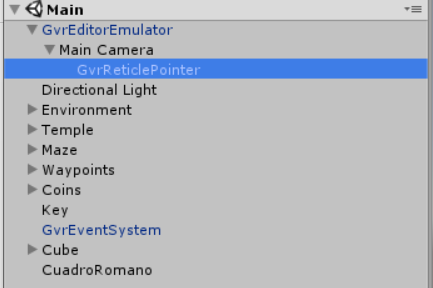 Main
GvrEditorEmulator
Main Camera
GvrReticlePointer
Directional Light
Environment
Temple
Maze
Waypoints
Coins
Key
GvrEventSystem
Cube
CuadroRomano